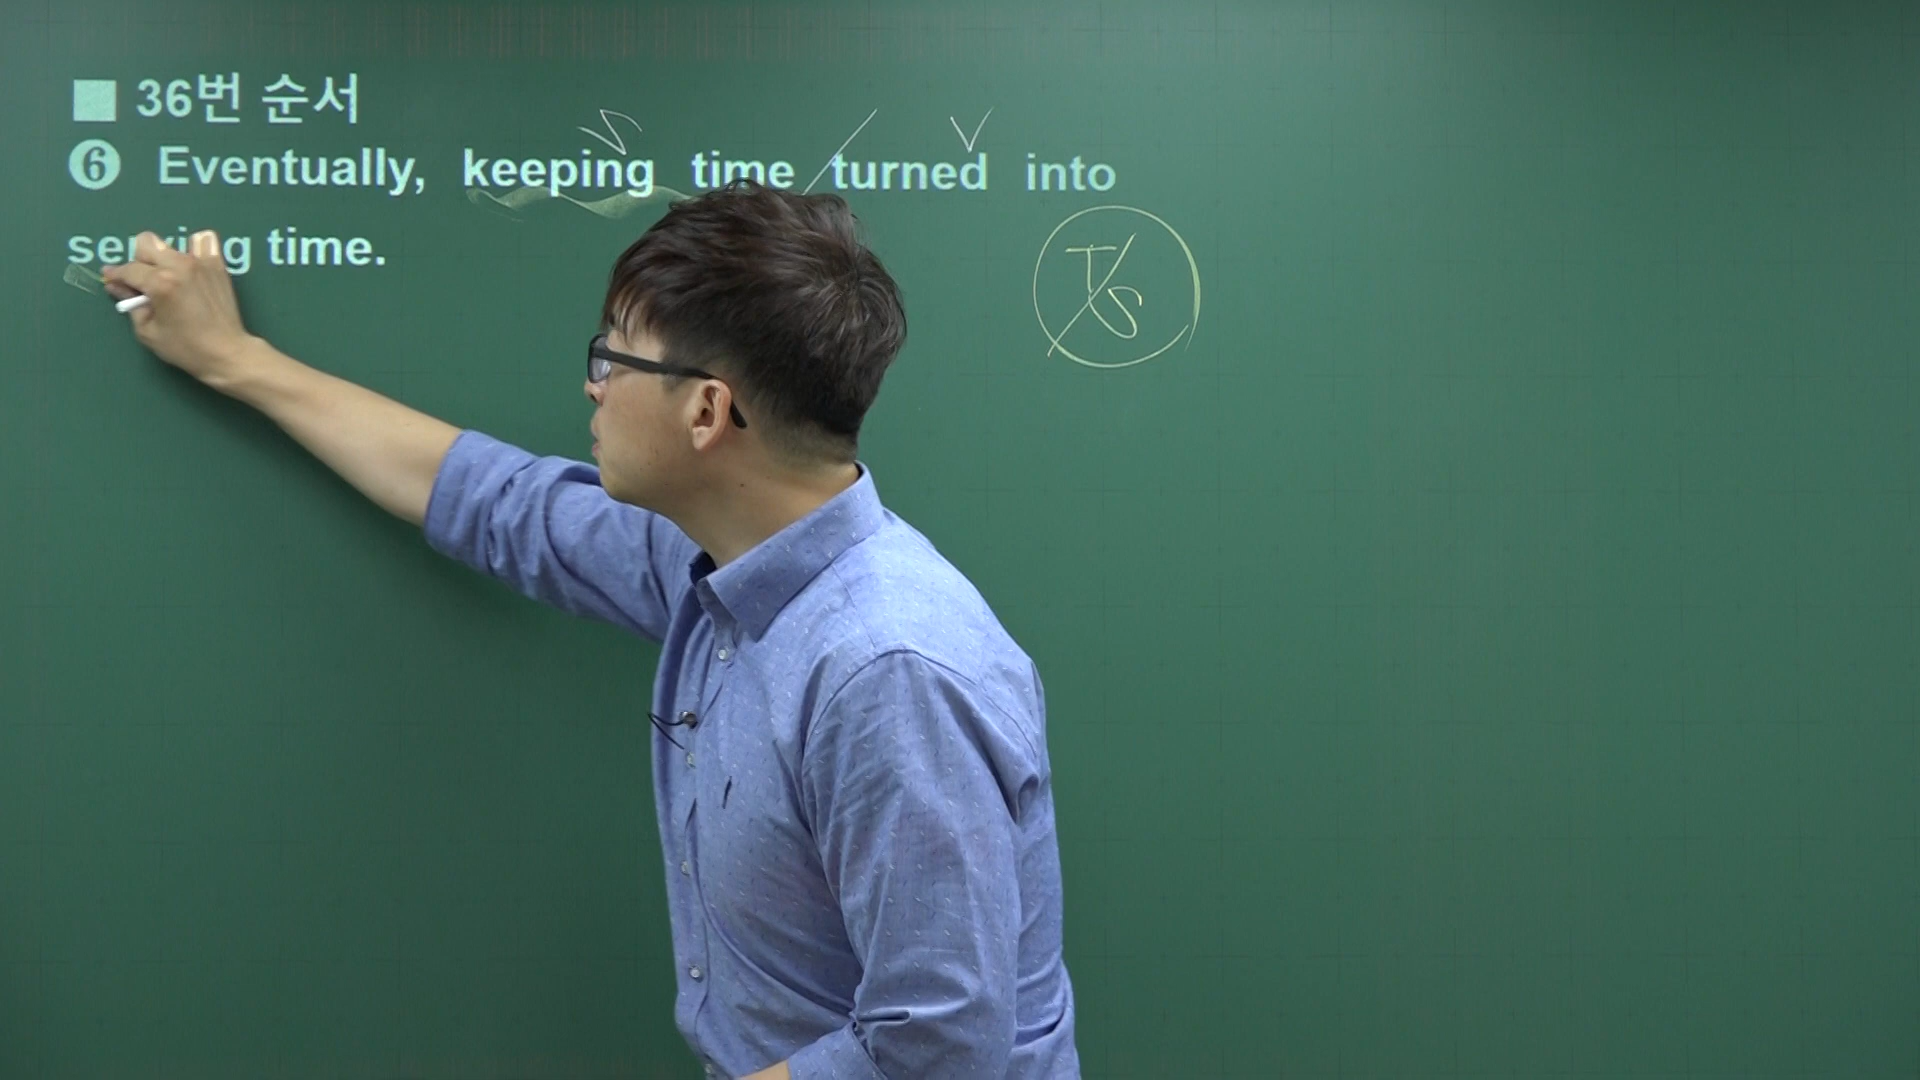 ■ 36번 순서
❻ Eventually, keeping time turned into
serving time.
S V
T/S